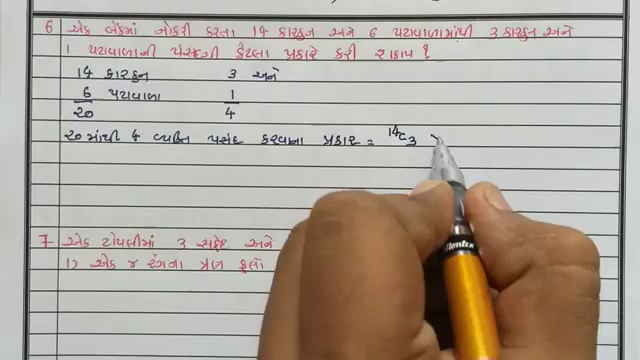 6 એક બેંકમાં નોકરી કરતા 14 કારકુન અને 6 પટાવાળામાંથી 3 કારકુન અને
1 પટાવાળાની પસંદગી કેટલા પ્રકારે કરી શકાય ?
14 કારકુન 3 અને
6 પટાવાળા 1
20 4
20 માંથી 4 વ્યક્તિ પસંદ કરવાના પ્રકાર = ¹⁴C₃
7 એક ટોપલીમાં 3 સફેદ અને
1) એક જ રંગના ત્રણ ફુલો
Pentex